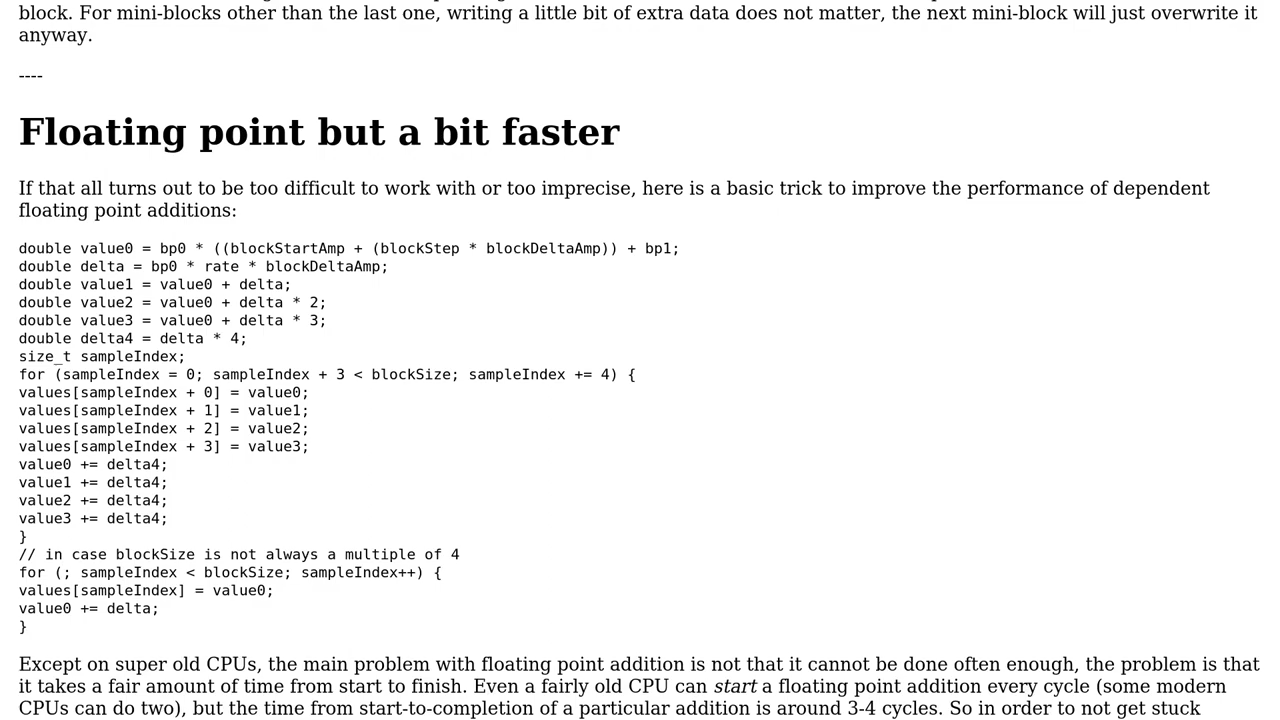 block. For mini-blocks other than the last one, writing a little bit of extra data does not matter, the next mini-block will just overwrite it
anyway.
----
Floating point but a bit faster
If that all turns out to be too difficult to work with or too imprecise, here is a basic trick to improve the performance of dependent
floating point additions:
double value0 = bp0 * ((blockStartAmp + (blockStep * blockDeltaAmp)) + bp1;
double delta = bp0 * rate * blockDeltaAmp;
double value1 = value0 + delta;
double value2 = value0 + delta * 2;
double value3 = value0 + delta * 3;
double delta4 = delta * 4;
size_t sampleIndex;
for (sampleIndex = 0; sampleIndex + 3 < blockSize; sampleIndex += 4) {
values[sampleIndex + 0] = value0;
values[sampleIndex + 1] = value1;
values[sampleIndex + 2] = value2;
values[sampleIndex + 3] = value3;
value0 += delta4;
value1 += delta4;
value2 += delta4;
value3 += delta4;
}
// in case blockSize is not always a multiple of 4
for (; sampleIndex < blockSize; sampleIndex++) {
values[sampleIndex] = value0;
value0 += delta;
}
Except on super old CPUs, the main problem with floating point addition is not that it cannot be done often enough, the problem is that
it takes a fair amount of time from start to finish. Even a fairly old CPU can start a floating point addition every cycle (some modern
CPUs can do two), but the time from start-to-completion of a particular addition is around 3-4 cycles. So in order to not get stuck